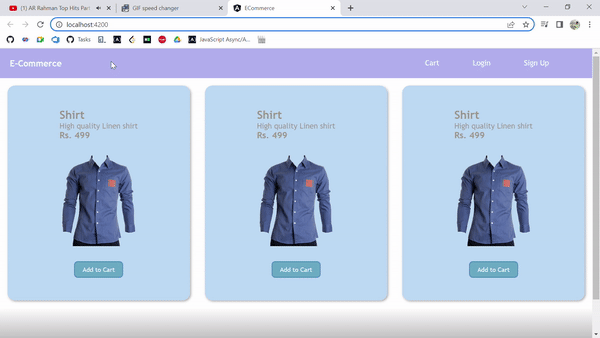 (1) AR Rahman Top Hits Par
GIF speed changer
ECommerce
localhost:4200
Tasks
JavaScript Async/A...
E-Commerce
Cart
Login
Sign Up
Shirt
High quality Linen shirt
Rs. 499
Add to Cart
Shirt
High quality Linen shirt
Rs. 499
Add to Cart
Shirt
High quality Linen shirt
Rs. 499
Add to Cart